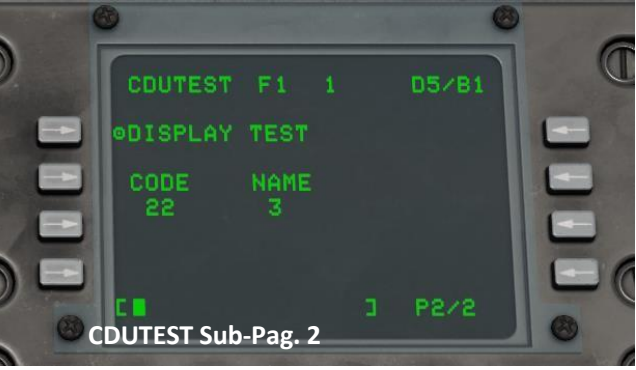 CDUTEST F1 1 D5/B1
⊙DISPLAY TEST
CODE NAME
22 3
[■ ] P2/2
CDUTEST Sub-Pag. 2